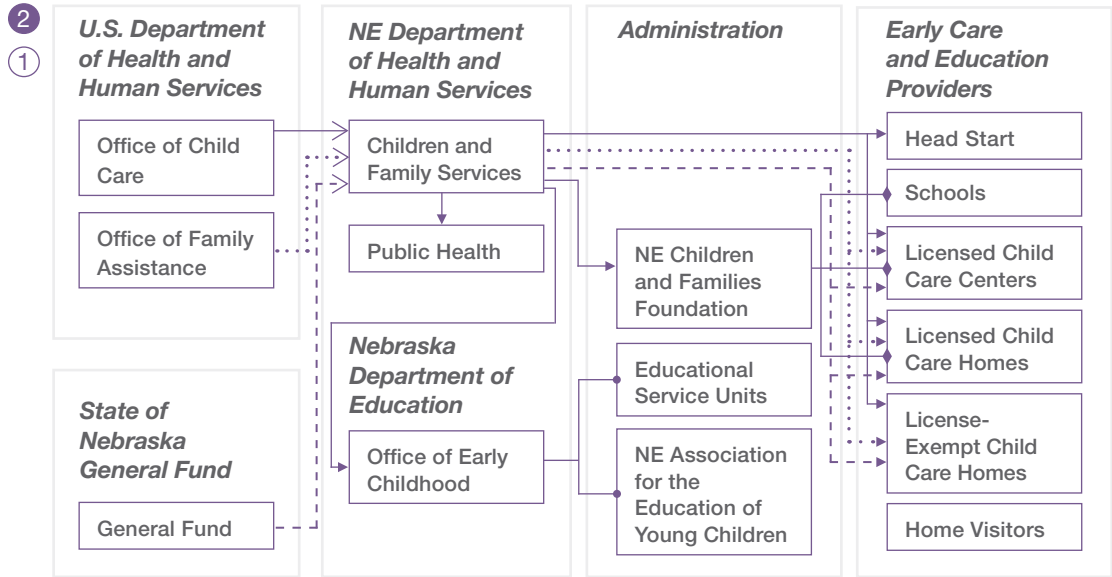 2
1
U.S. Department
of Health and
Human Services
Office of Child
Care
Office of Family
Assistance
State of
Nebraska
General Fund
General Fund
NE Department
of Health and
Human Services
Children and
Family Services
Public Health
Nebraska
Department of
Education
Office of Early
Childhood
Administration
NE Children
and Families
Foundation
Educational
Service Units
NE Association
for the
Education of
Young Children
Early Care
and Education
Providers
Head Start
Schools
Licensed Child
Care Centers
Licensed Child
Care Homes
License-
Exempt Child
Care Homes
Home Visitors